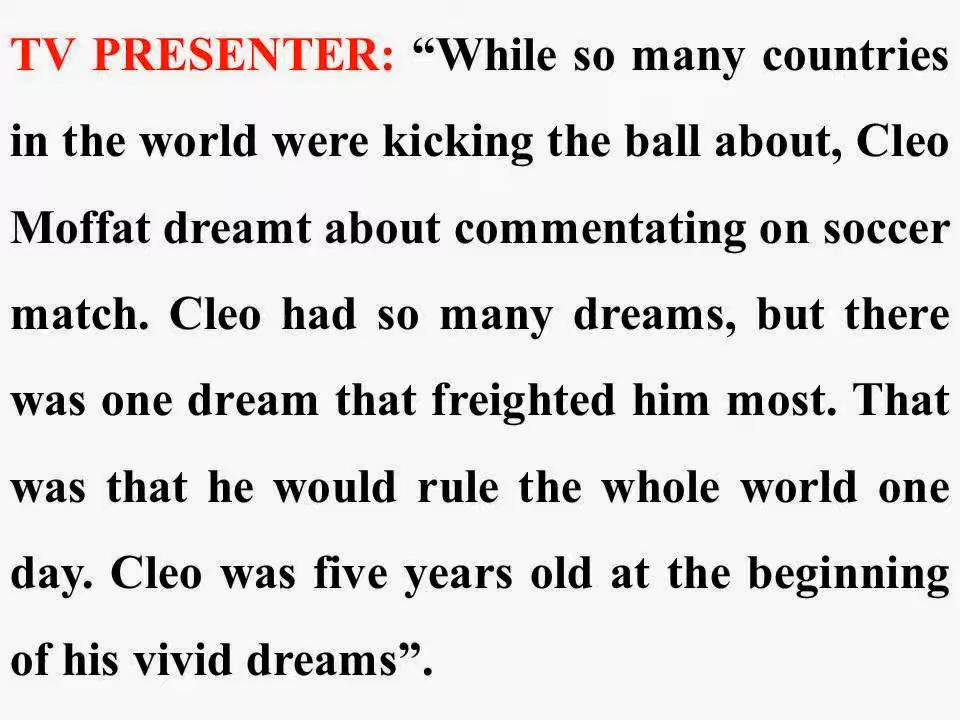 TV PRESENTER: “While so many countries
in the world were kicking the ball about, Cleo
Moffat dreamt about commentating on soccer
match. Cleo had so many dreams, but there
was one dream that freighted him most. That
was that he would rule the whole world one
day. Cleo was five years old at the beginning
of his vivid dreams”.